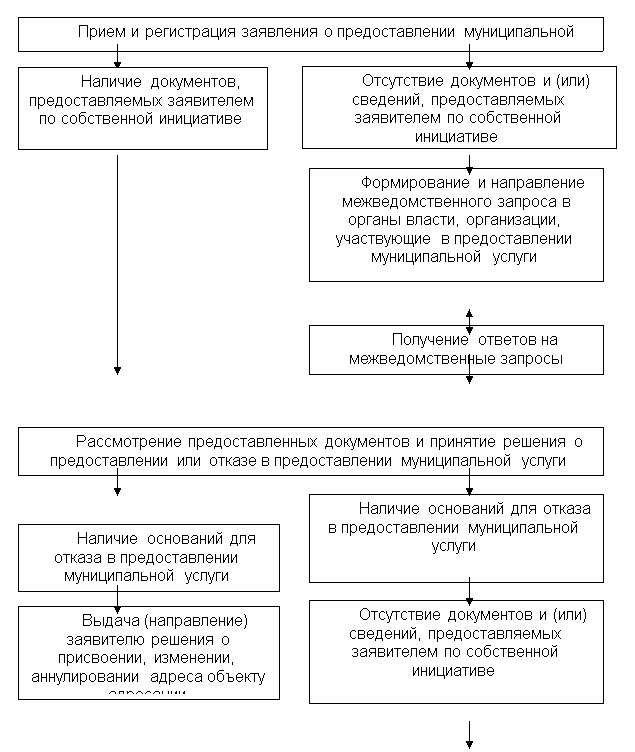 Прием и регистрация заявления о предоставлении муниципальной
Наличие документов,
предоставляемых заявителем
по собственной инициативе
Отсутствие документов и (или)
сведений, предоставляемых
заявителем по собственной
инициативе
Формирование и направление
межведомственного запроса в
органы власти, организации,
участвующие в предоставлении
муниципальной услуги
Получение ответов на
межведомственные запросы
Рассмотрение предоставленных документов и принятие решения о
предоставлении или отказе в предоставлении муниципальной услуги
Наличие оснований для
отказа в предоставлении
муниципальной услуги
Наличие оснований для отказа
в предоставлении муниципальной
услуги
Выдача (направление)
заявителю решения о
присвоении, изменении,
аннулировании адреса объекту
адресации
Отсутствие документов и (или)
сведений, предоставляемых
заявителем по собственной
инициативе